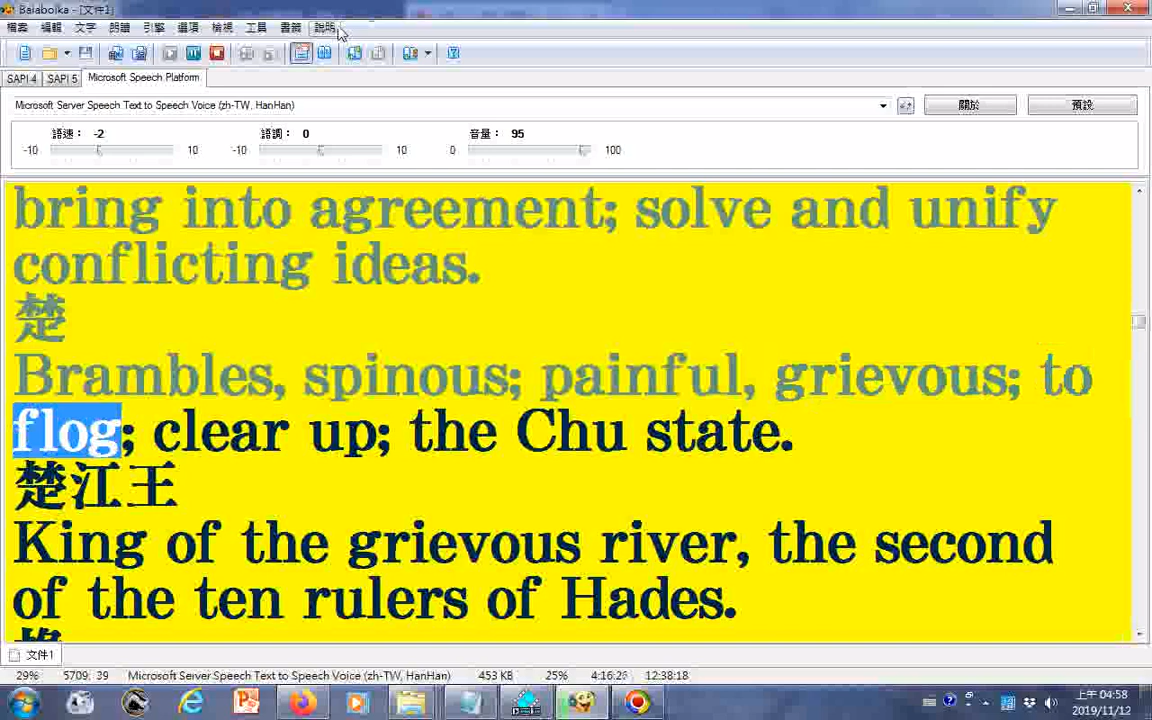 Balabolka - [文件1]
檔案 編輯 文字 朗讀 引擎 選項 檢視 工具 書籤 說明
SAPI 4 SAPI 5 Microsoft Speech Platform
Microsoft Server Speech Text to Speech Voice (zh-TW, HanHan) 關於 預設
語速： -2 語調： 0 音量： 95
-10 10 -10 10 0 100
bring into agreement; solve and unify
conflicting ideas.
楚
Brambles, spinous; painful, grievous; to
flog; clear up; the Chu state.
楚江王
King of the grievous river, the second
of the ten rulers of Hades.
文件1
29% 5709, 39 Microsoft Server Speech Text to Speech Voice (zh-TW, HanHan) 453 KB 25% 4:16:26 12:38:18
上午 04:58
2019/11/12